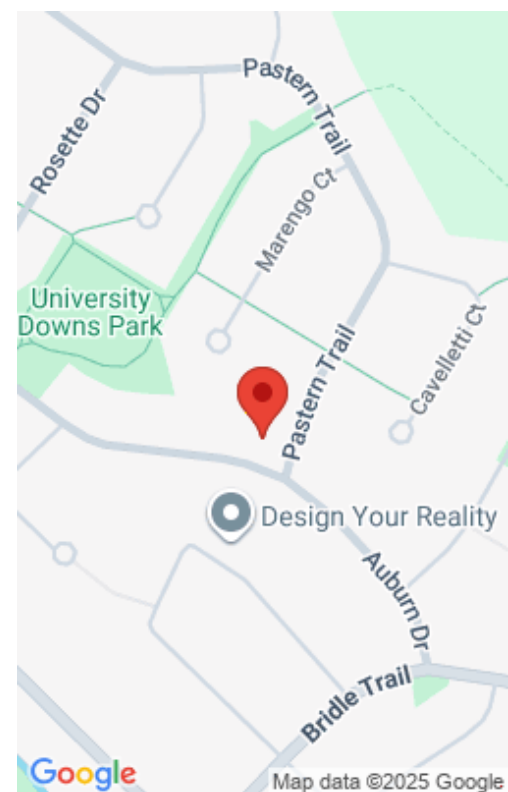 Pastern Trail
Rosette Dr
Marengo Ct
University
Downs Park
Pastern Trail
Cavelletti Ct
Design Your Reality
Auburn Dr
Bridle Trail
Google
Map data ©2025 Google